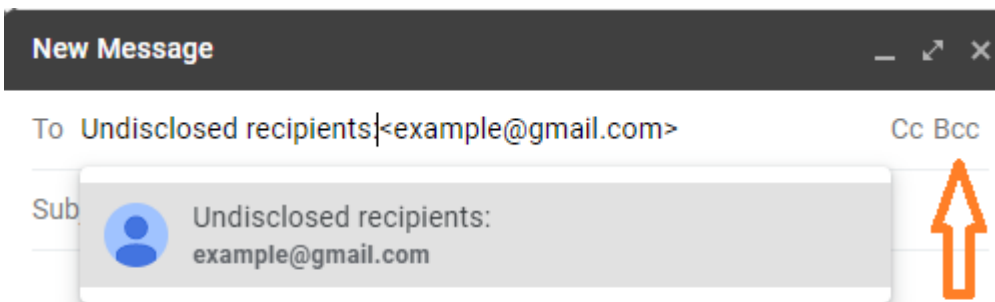 New Message
To Undisclosed recipients:<example@gmail.com> Cc Bcc
Sub
Undisclosed recipients:
example@gmail.com